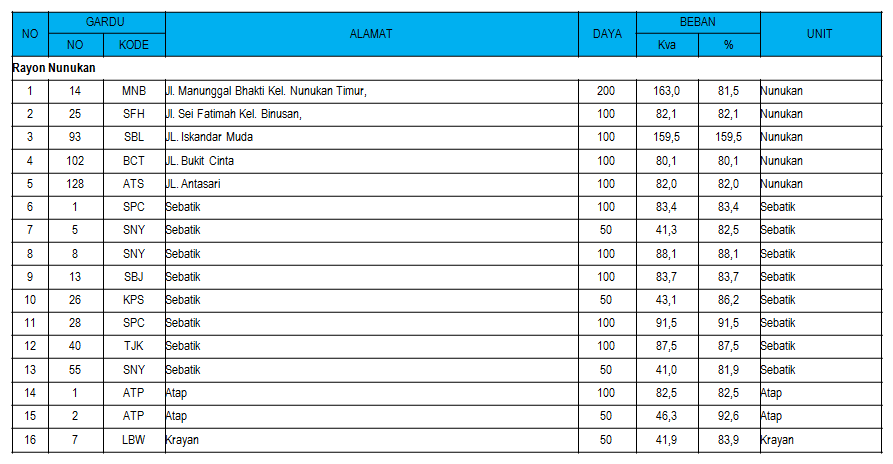 NO GARDU ALAMAT DAYA BEBAN UNIT
NO KODE Kva %
Rayon Nunukan
1 14 MNB Jl. Manunggal Bhakti Kel. Nunukan Timur, 200 163,0 81,5 Nunukan
2 25 SFH Jl. Sei Fatimah Kel. Binusan, 100 82,1 82,1 Nunukan
3 93 SBL JL. Iskandar Muda 100 159,5 159,5 Nunukan
4 102 BCT JL. Bukit Cinta 100 80,1 80,1 Nunukan
5 128 ATS JL. Antasari 100 82,0 82,0 Nunukan
6 1 SPC Sebatik 100 83,4 83,4 Sebatik
7 5 SNY Sebatik 50 41,3 82,5 Sebatik
8 8 SNY Sebatik 100 88,1 88,1 Sebatik
9 13 SBJ Sebatik 100 83,7 83,7 Sebatik
10 26 KPS Sebatik 50 43,1 86,2 Sebatik
11 28 SPC Sebatik 100 91,5 91,5 Sebatik
12 40 TJK Sebatik 100 87,5 87,5 Sebatik
13 55 SNY Sebatik 50 41,0 81,9 Sebatik
14 1 ATP Atap 100 82,5 82,5 Atap
15 2 ATP Atap 50 46,3 92,6 Atap
16 7 LBW Krayan 50 41,9 83,9 Krayan